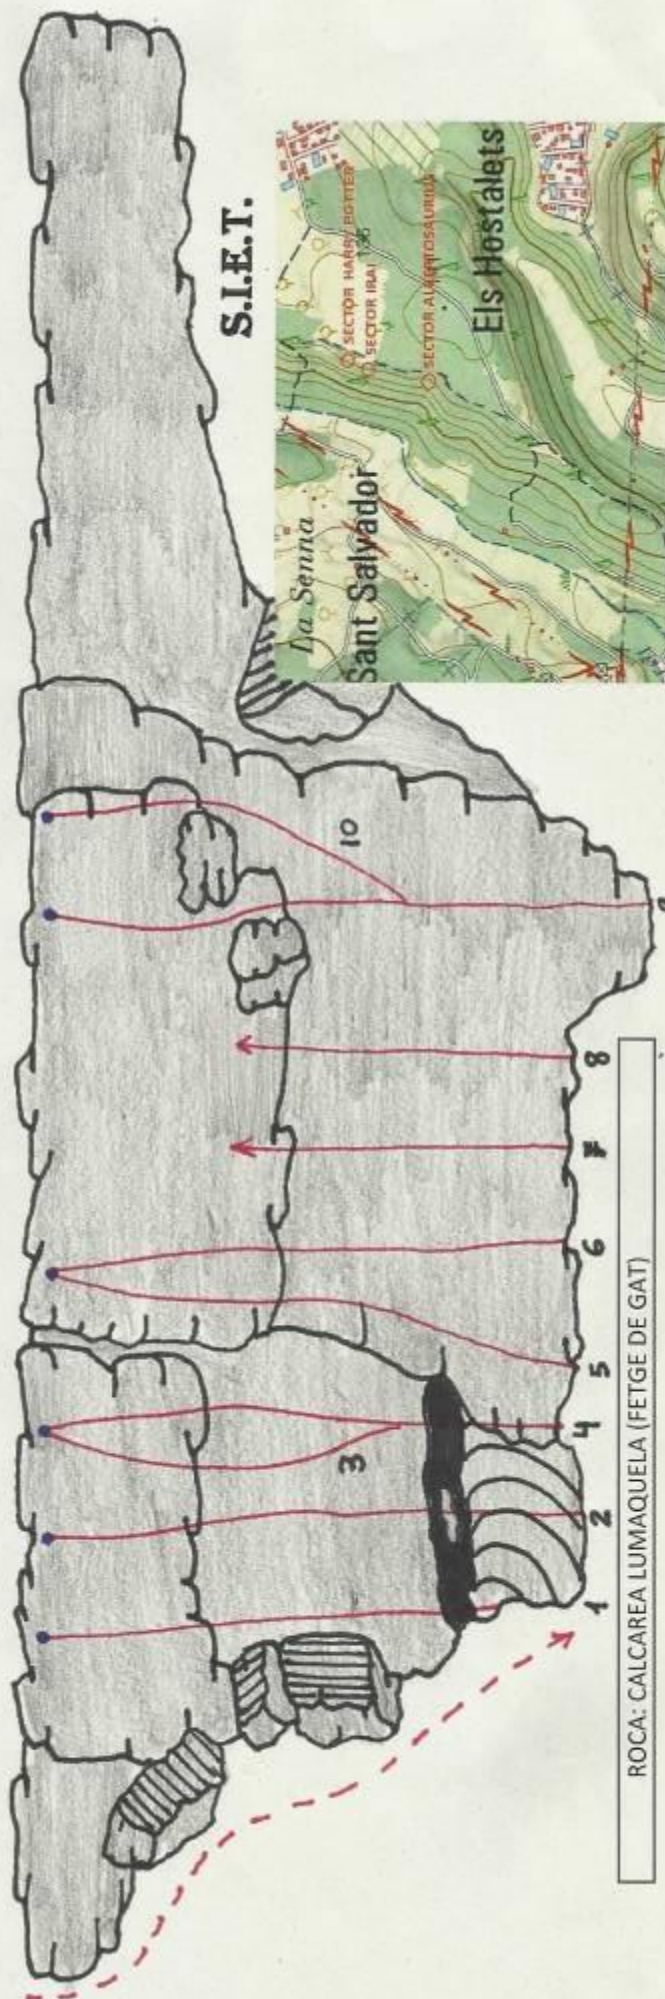 S.I.E.T.
SECTOR HARRY POTTER
SECTOR IRAI
Els Hostalets
La Senna
Sant Salvador
10
3
1
2
4
5
6
7
8
ROCA: CALCAREA LUMAQUELA (FETGE DE GAT)